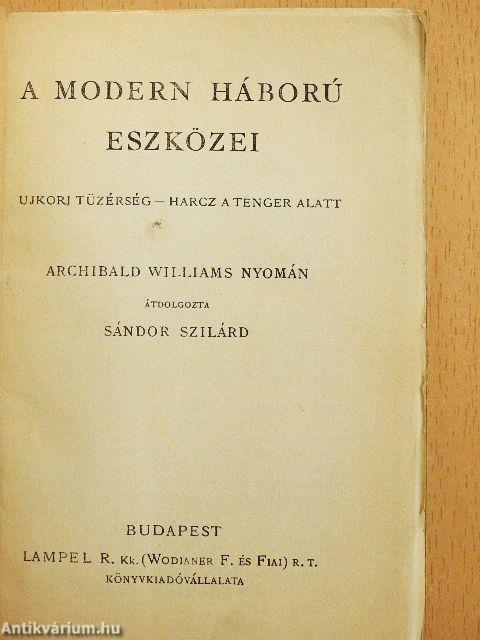 A MODERN HÁBORÚ
ESZKÖZEI
UJKORI TÜZÉRSÉG — HARCZ A TENGER ALATT
ARCHIBALD WILLIAMS NYOMÁN
ÁTDOLGOZTA
SÁNDOR SZILÁRD
BUDAPEST
LAMPEL R. KK. (WODIANER F. ÉS FIAI) R. T.
KÖNYVKIADÓVÁLLALATA
Antikvárium.hu